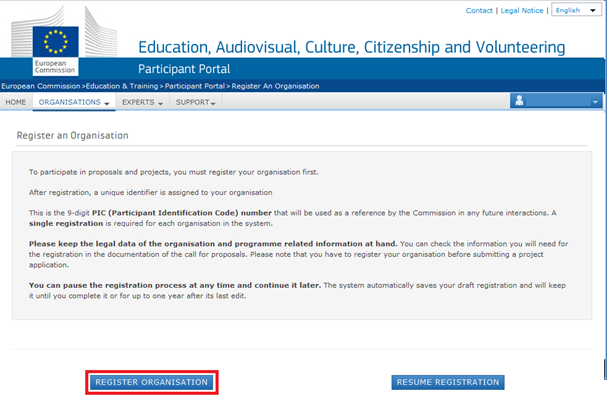 Contact | Legal Notice | English
Education, Audiovisual, Culture, Citizenship and Volunteering
European
Commission
Participant Portal
European Commission>Education & Training>Participant Portal>Register An Organisation
HOME ORGANISATIONS EXPERTS SUPPORT
Register an Organisation
To participate in proposals and projects, you must register your organisation first.
After registration, a unique identifier is assigned to your organisation
This is the 9-digit PIC (Participant Identification Code) number that will be used as a reference by the Commission in any future interactions. A
single registration is required for each organisation in the system.
Please keep the legal data of the organisation and programme related information at hand. You can check the information you will need for
the registration in the documentation of the call for proposals. Please note that you have to register your organisation before submitting a project
application.
You can pause the registration process at any time and continue it later. The system automatically saves your draft registration and will keep
it until you complete it or for up to one year after its last edit.
REGISTER ORGANISATION RESUME REGISTRATION